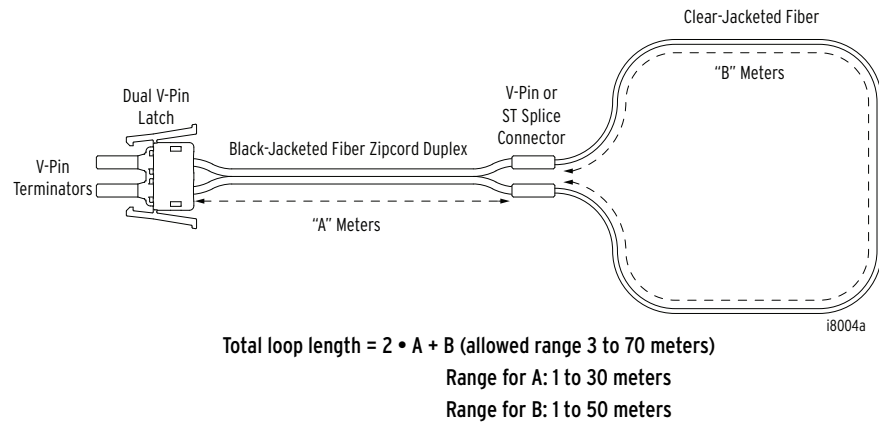 Clear-Jacketed Fiber
"B" Meters
Dual V-Pin
Latch
V-Pin or
ST Splice
Connector
Black-Jacketed Fiber Zipcord Duplex
V-Pin
Terminators
"A" Meters
i8004a
Total loop length = 2 • A + B (allowed range 3 to 70 meters)
Range for A: 1 to 30 meters
Range for B: 1 to 50 meters